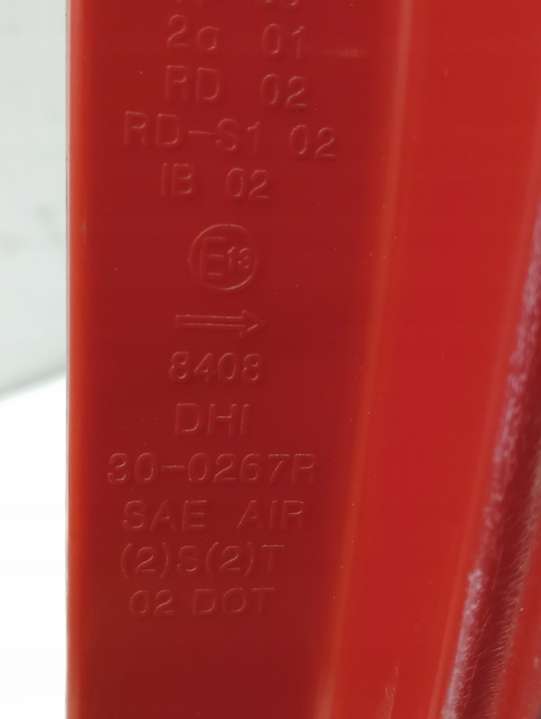 2a 01
RD 02
RD-S1 02
IB 02
E13
8408
DHI
30-0267R
SAE AIR
(2)S(2)T
02 DOT